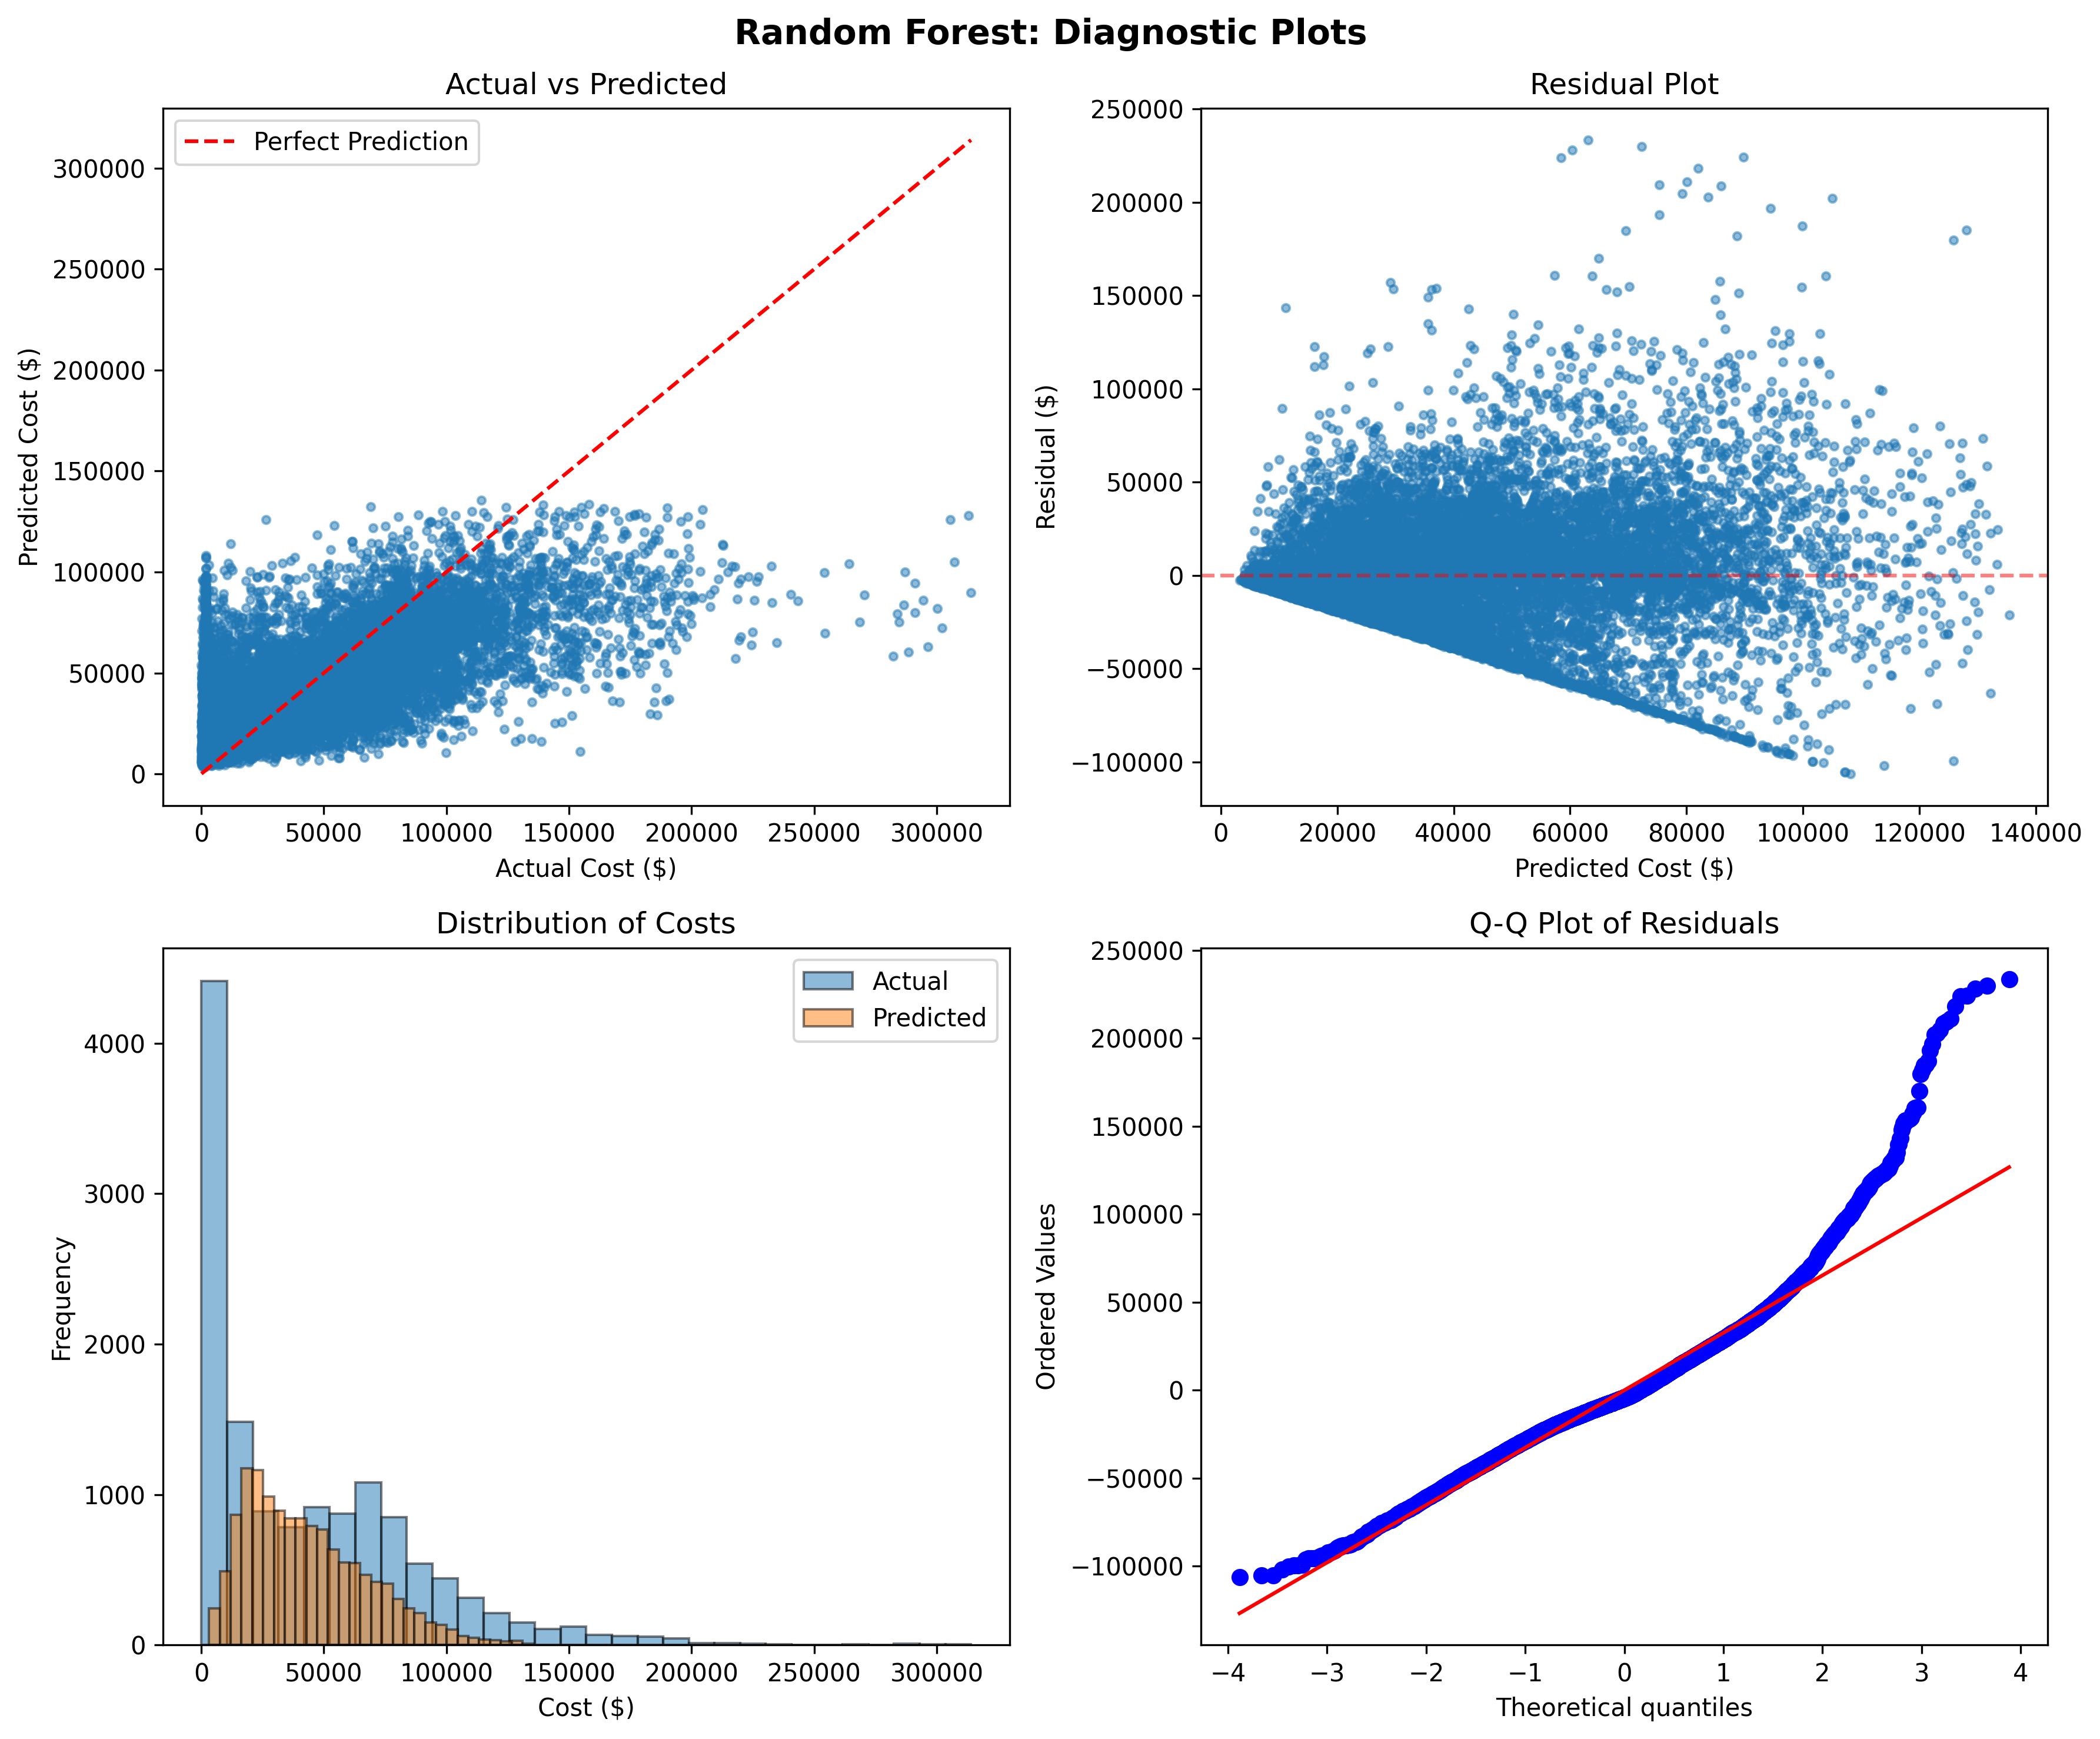 Random Forest: Diagnostic Plots
Actual vs Predicted
Perfect Prediction
Predicted Cost ($)
300000
250000
200000
150000
100000
50000
0
0 50000 100000 150000 200000 250000 300000
Actual Cost ($)
Residual Plot
Residual ($)
250000
200000
150000
100000
50000
0
−50000
−100000
0 20000 40000 60000 80000 100000 120000 140000
Predicted Cost ($)
Distribution of Costs
Actual
Predicted
Frequency
4000
3000
2000
1000
0
0 50000 100000 150000 200000 250000 300000
Cost ($)
Q-Q Plot of Residuals
Ordered Values
250000
200000
150000
100000
50000
0
−50000
−100000
−4 −3 −2 −1 0 1 2 3 4
Theoretical quantiles